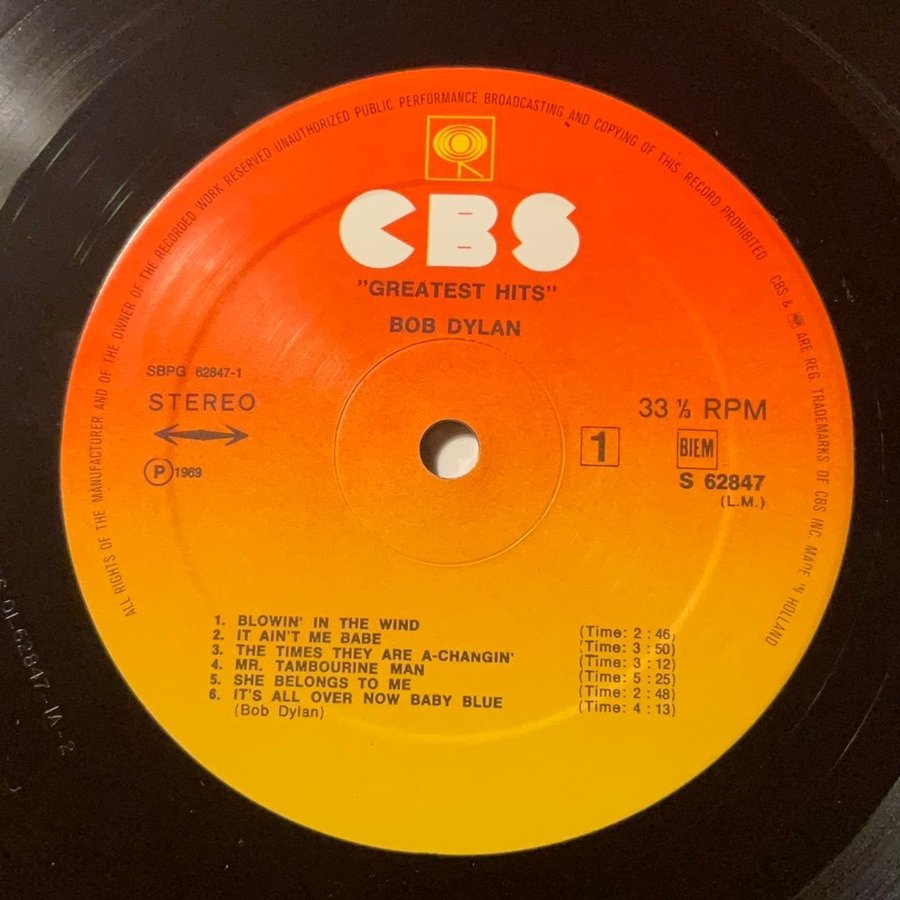 ALL RIGHTS OF THE MANUFACTURER AND OF THE OWNER OF THE RECORDED WORK RESERVED UNAUTHORIZED PUBLIC PERFORMANCE BROADCASTING AND COPYING OF THIS RECORD PROHIBITED CBS & ARE REG. TRADEMARKS OF CBS INC. MADE IN HOLLAND
CBS
"GREATEST HITS"
BOB DYLAN
SBPG 62847-1
STEREO
P 1969
33 ⅓ RPM
1
BIEM
S 62847
(L.M.)
1. BLOWIN' IN THE WIND (Time: 2 : 46)
2. IT AIN'T ME BABE (Time: 3 : 50)
3. THE TIMES THEY ARE A-CHANGIN' (Time: 3 : 12)
4. MR. TAMBOURINE MAN (Time: 5 : 25)
5. SHE BELONGS TO ME (Time: 2 : 48)
6. IT'S ALL OVER NOW BABY BLUE (Time: 4 : 13)
(Bob Dylan)
01-62847-1A-2